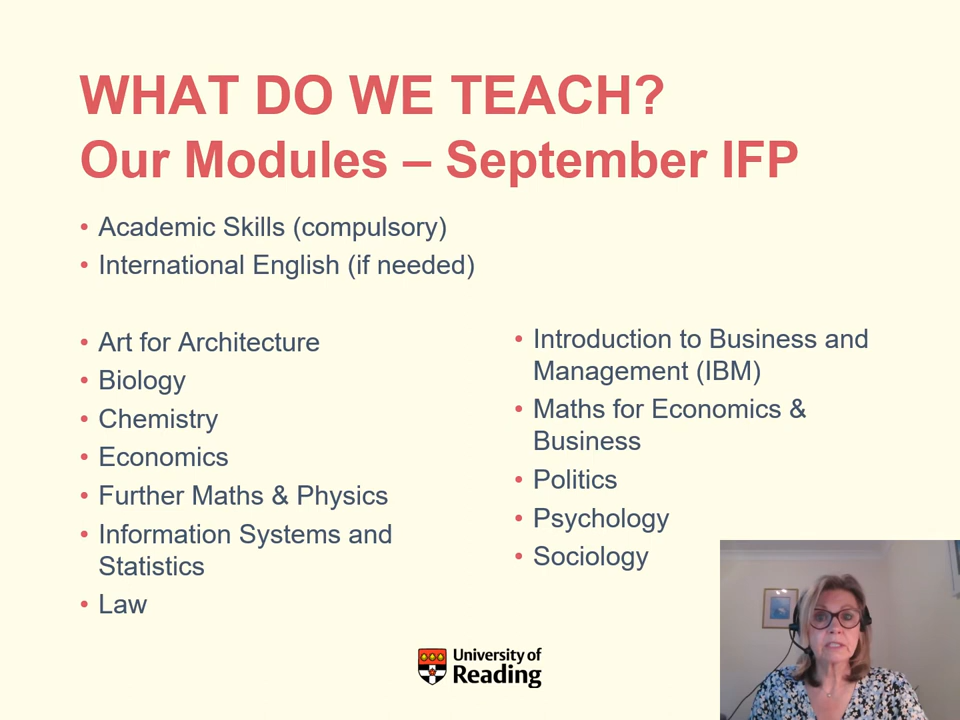 WHAT DO WE TEACH?
Our Modules – September IFP
• Academic Skills (compulsory)
• International English (if needed)
• Art for Architecture
• Biology
• Chemistry
• Economics
• Further Maths & Physics
• Information Systems and
Statistics
• Law
• Introduction to Business and
Management (IBM)
• Maths for Economics &
Business
• Politics
• Psychology
• Sociology
University of
Reading